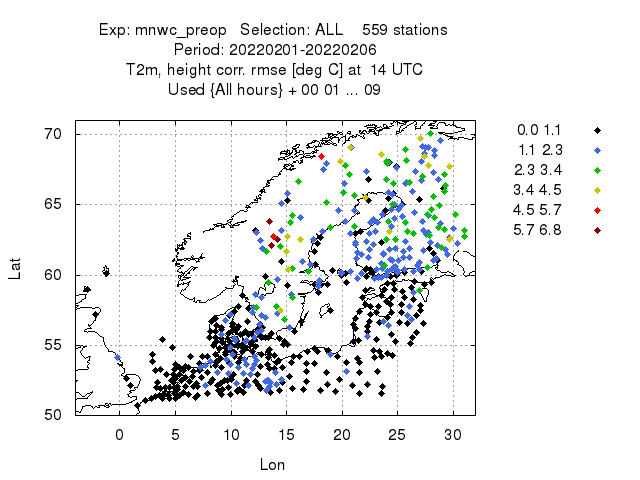 Exp: mnwc_preop   Selection: ALL    559 stations
Period: 20220201-20220206
T2m, height corr. rmse [deg C] at  14 UTC
Used {All hours} + 00 01 ... 09
70
65
60
55
50
0 5 10 15 20 25 30
Lat
Lon
0.0 1.1
1.1 2.3
2.3 3.4
3.4 4.5
4.5 5.7
5.7 6.8